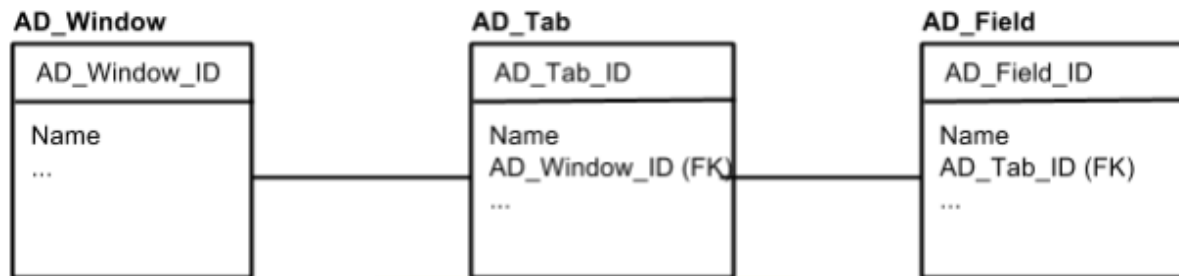 AD_Window
AD_Window_ID
Name
...
AD_Tab
AD_Tab_ID
Name
AD_Window_ID (FK)
...
AD_Field
AD_Field_ID
Name
AD_Tab_ID (FK)
...